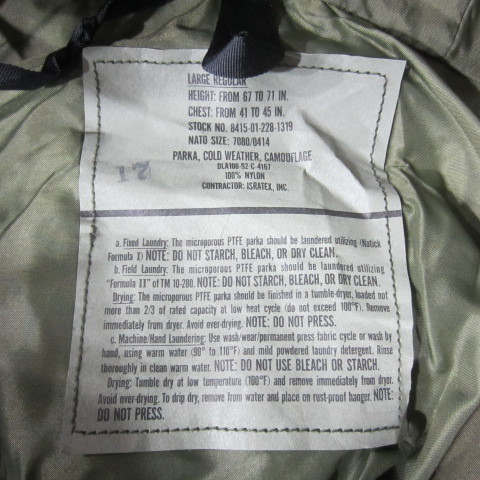 LARGE REGULAR
HEIGHT: FROM 67 TO 71 IN.
CHEST: FROM 41 TO 45 IN.
STOCK NO. 8415-01-228-1319
NATO SIZE: 7080/0414
PARKA, COLD WEATHER, CAMOUFLAGE
DLA100-92-C-4167
100% NYLON
CONTRACTOR: ISRATEX, INC.
17
a. Fixed Laundry: The microporous PTFE parka should be laundered utilizing (Natick
Formula I) NOTE: DO NOT STARCH, BLEACH, OR DRY CLEAN.
b. Field Laundry: The microporous PTFE parka should be laundered utilizing
"Formula II" of TM 10-280. NOTE: DO NOT STARCH, BLEACH, OR DRY CLEAN.
Drying: The microporous PTFE parka should be finished in a tumble-dryer, loaded not
more than 2/3 of rated capacity at low heat cycle (do not exceed 100°F). Remove
immediately from dryer. Avoid over-drying. NOTE: DO NOT PRESS.
c. Machine/Hand Laundering: Use wash/wear/permanent press fabric cycle or wash by
hand, using warm water (90° to 110°F) and mild powdered laundry detergent. Rinse
thoroughly in clean warm water. NOTE: DO NOT USE BLEACH OR STARCH.
Drying: Tumble dry at low temperature (100°F) and remove immediately from dryer.
Avoid over-drying. To drip dry, remove from water and place on rust-proof hanger. NOTE:
DO NOT PRESS.